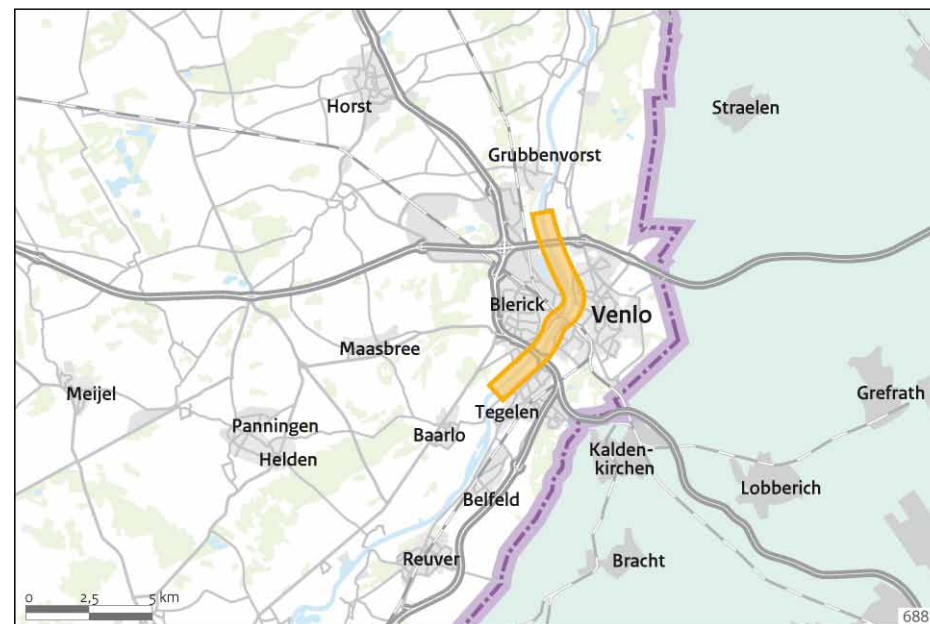 Straelen
Horst
Grubbenvorst
Blerick
Venlo
Maasbree
Meijel
Grefrath
Tegelen
Panningen
Baarlo
Helden
Kalden-
kirchen
Lobberich
Belfeld
Reuver
Bracht
0 2,5 5 km
688